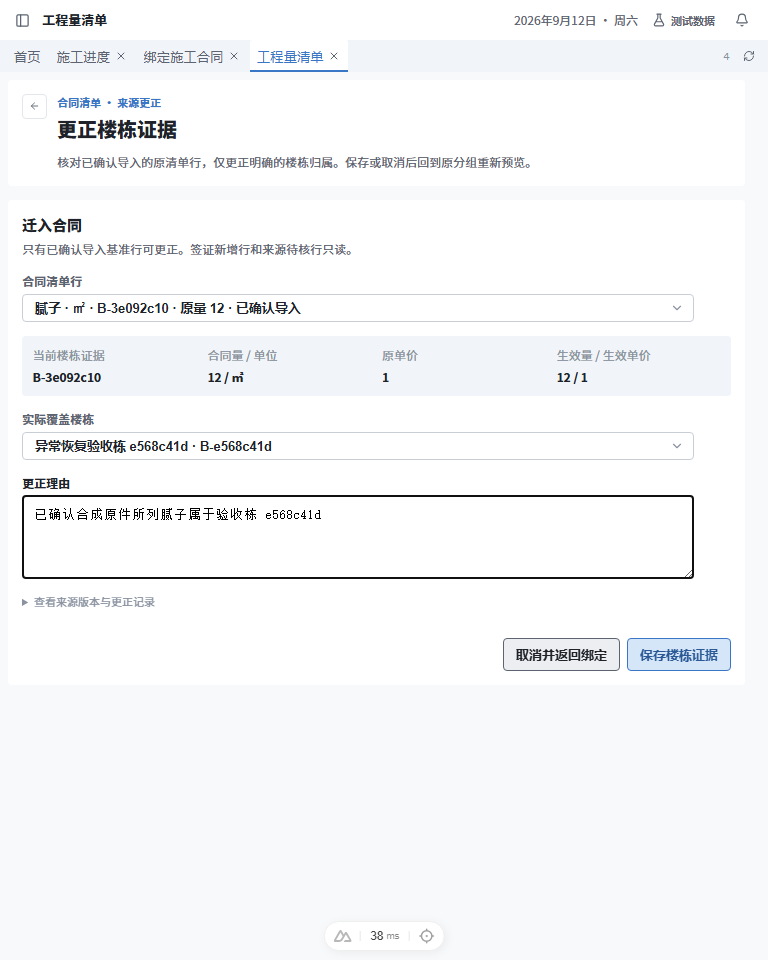 工程量清单
2026年9月12日 · 周六 测试数据
首页 施工进度 绑定施工合同 工程量清单 4
合同清单 · 来源更正
更正楼栋证据
核对已确认导入的原清单行，仅更正明确的楼栋归属。保存或取消后回到原分组重新预览。
迁入合同
只有已确认导入基准行可更正。签证新增行和来源待核行只读。
合同清单行
腻子 · ㎡ · B-3e092c10 · 原量 12 · 已确认导入
当前楼栋证据 合同量 / 单位 原单价 生效量 / 生效单价
B-3e092c10 12 / ㎡ 1 12 / 1
实际覆盖楼栋
异常恢复验收栋 e568c41d · B-e568c41d
更正理由
已确认合成原件所列腻子属于验收栋 e568c41d
查看来源版本与更正记录
取消并返回绑定 保存楼栋证据
38 ms